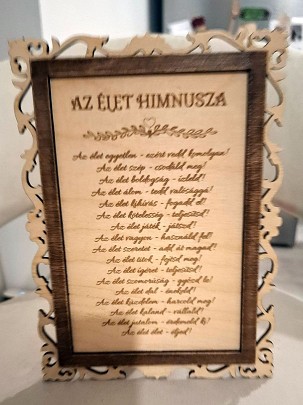 AZ ÉLET HIMNUSZA
Az élet egyetlen - ezért vedd komolyan!
Az élet szép - csodáld meg!
Az élet boldogság - ízleld!
Az élet álom - tedd valósággá!
Az élet kihívás - fogadd el!
Az élet kötelesség - teljesítsd!
Az élet játék - játszd!
Az élet vagyon - használd fel!
Az élet szeretet - add át magad!
Az élet titok - fejtsd meg!
Az élet ígéret - teljesítsd!
Az élet szomorúság - győzd le!
Az élet dal - énekeld!
Az élet küzdelem - harcold meg!
Az élet kaland - vállald!
Az élet jutalom - érdemeld ki!
Az élet élet - éljed!